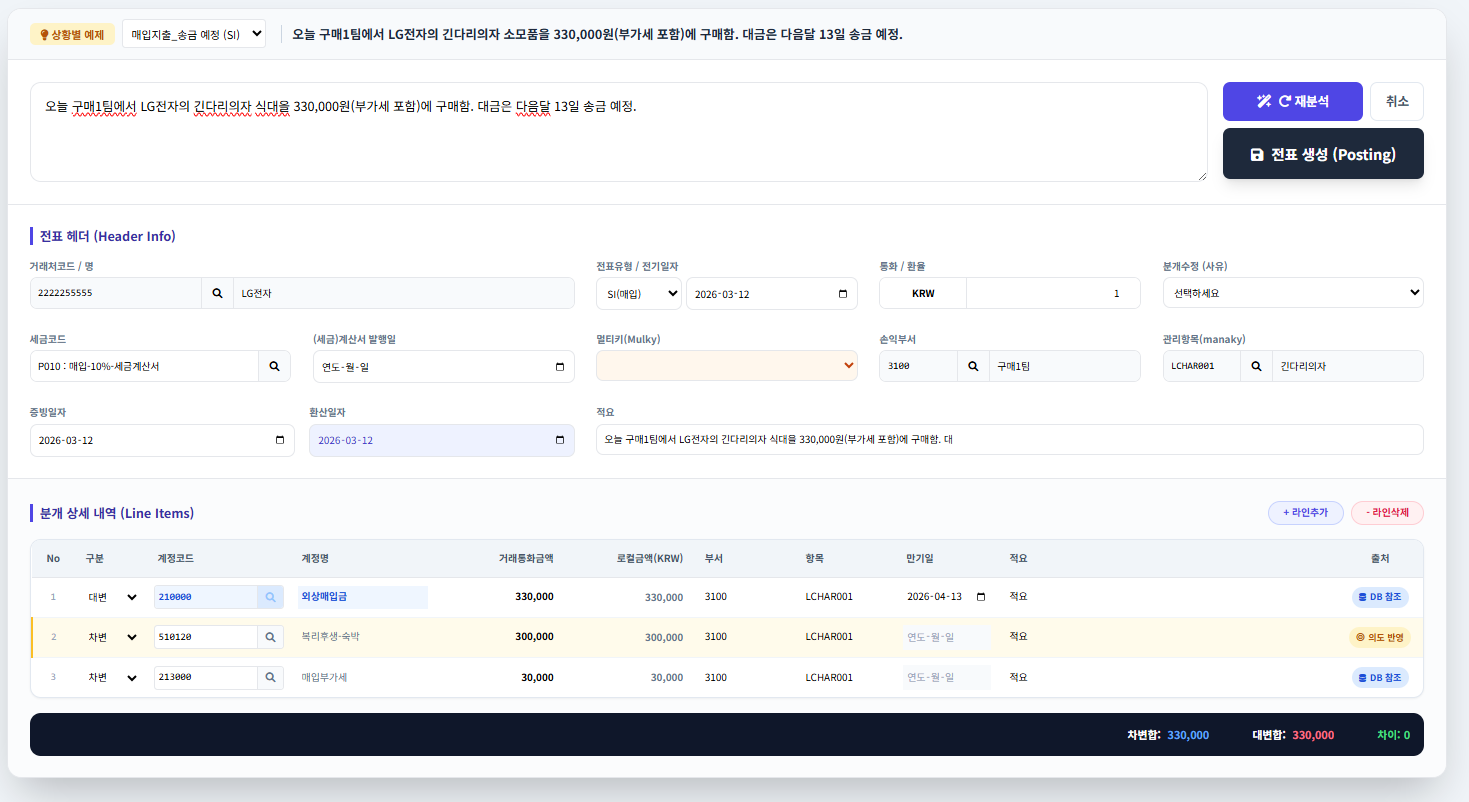 상황별 예제 매입지출_송금 예정 (SI) 오늘 구매1팀에서 LG전자의 긴다리의자 소모품을 330,000원(부가세 포함)에 구매함. 대금은 다음달 13일 송금 예정.
오늘 구매1팀에서 LG전자의 긴다리의자 식대을 330,000원(부가세 포함)에 구매함. 대금은 다음달 13일 송금 예정.
재분석 취소
전표 생성 (Posting)
전표 헤더 (Header Info)
거래처코드 / 명 전표유형 / 전기일자 통화 / 환율 분개수정 (사유)
2222255555 LG전자 SI(매입) 2026-03-12 KRW 1 선택하세요
세금코드 (세금)계산서 발행일 멀티키(Mulky) 손익부서 관리항목(manaky)
P010 : 매입-10%-세금계산서 연도-월-일 3100 구매1팀 LCHAR001 긴다리의자
증빙일자 환산일자 적요
2026-03-12 2026-03-12 오늘 구매1팀에서 LG전자의 긴다리의자 식대을 330,000원(부가세 포함)에 구매함. 대
분개 상세 내역 (Line Items) + 라인추가 - 라인삭제
No 구분 계정코드 계정명 거래통화금액 로컬금액(KRW) 부서 항목 만기일 적요 출처
1 대변 210000 외상매입금 330,000 330,000 3100 LCHAR001 2026-04-13 적요 DB 참조
2 차변 510120 복리후생-숙박 300,000 300,000 3100 LCHAR001 연도-월-일 적요 의도 반영
3 차변 213000 매입부가세 30,000 30,000 3100 LCHAR001 연도-월-일 적요 DB 참조
차변합: 330,000 대변합: 330,000 차이: 0